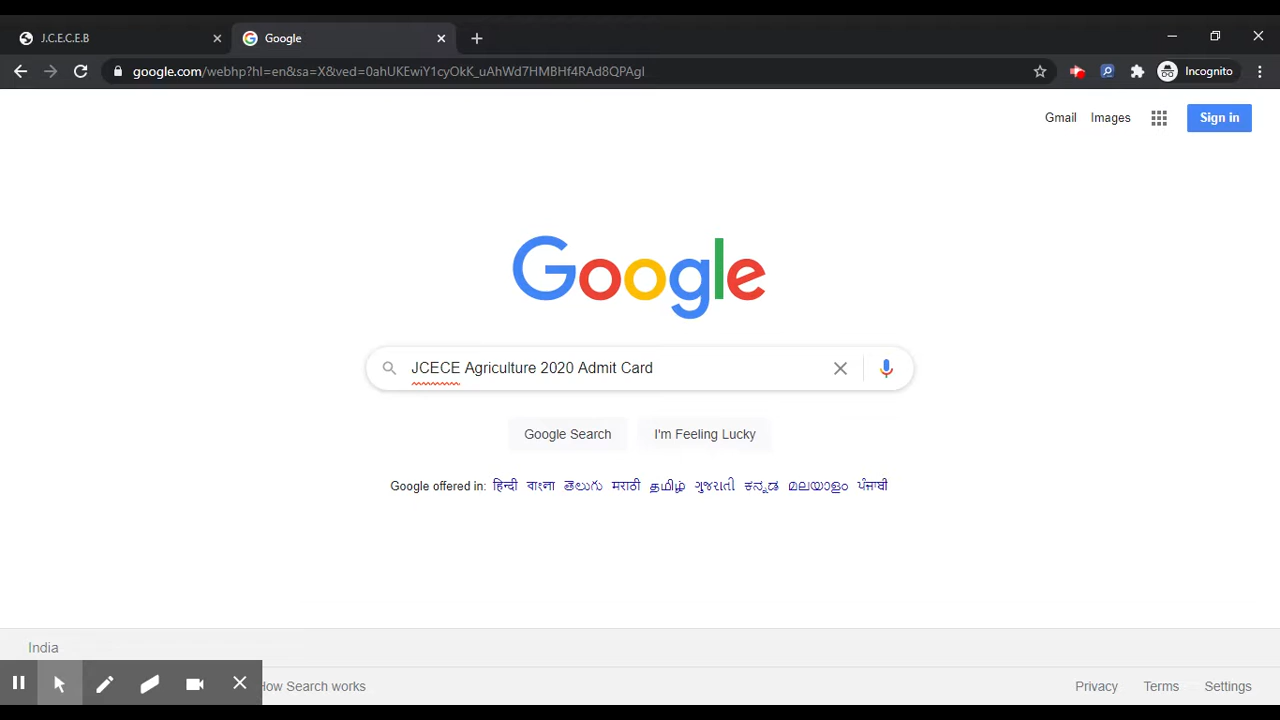 J.C.E.C.E.B
Google
google.com/webhp?hl=en&sa=X&ved=0ahUKEwiY1cyOkK_uAhWd7HMBHf4RAd8QPAgI
Incognito
Gmail Images Sign in
Google
JCECE Agriculture 2020 Admit Card
Google Search I'm Feeling Lucky
Google offered in: हिन्दी বাংলা తెలుగు मराठी தமிழ் ગુજરાતી ಕನ್ನಡ മലയാളം ਪੰਜਾਬੀ
India
How Search works Privacy Terms Settings